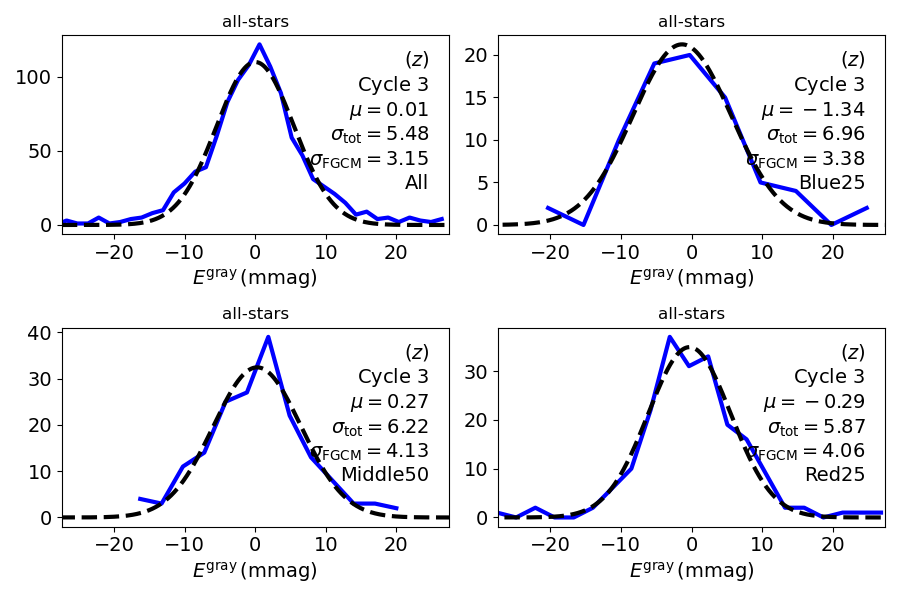 all-stars
(z)
Cycle 3
μ = 0.01
σtot = 5.48
σFGCM = 3.15
All
100
50
0
−20 −10 0 10 20
Egray (mmag)
all-stars
(z)
Cycle 3
μ = −1.34
σtot = 6.96
σFGCM = 3.38
Blue25
20
15
10
5
0
−20 −10 0 10 20
Egray (mmag)
all-stars
(z)
Cycle 3
μ = 0.27
σtot = 6.22
σFGCM = 4.13
Middle50
40
30
20
10
0
−20 −10 0 10 20
Egray (mmag)
all-stars
(z)
Cycle 3
μ = −0.29
σtot = 5.87
σFGCM = 4.06
Red25
30
20
10
0
−20 −10 0 10 20
Egray (mmag)